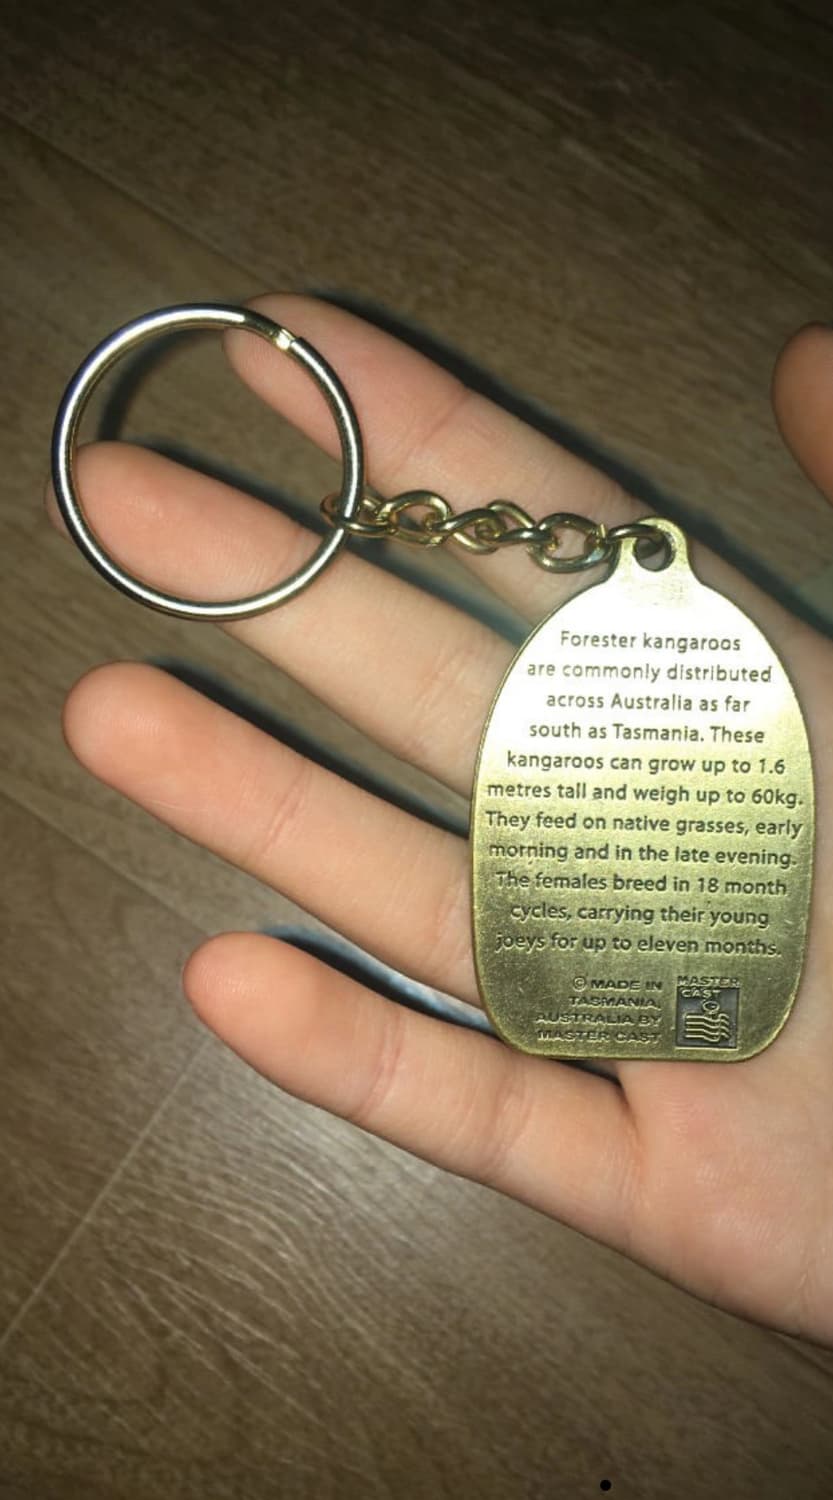 Forester kangaroos
are commonly distributed
across Australia as far
south as Tasmania. These
kangaroos can grow up to 1.6
metres tall and weigh up to 60kg.
They feed on native grasses, early
morning and in the late evening.
The females breed in 18 month
cycles, carrying their young
joeys for up to eleven months.
© MADE IN
TASMANIA,
AUSTRALIA BY
MASTER CAST
MASTER
CAST